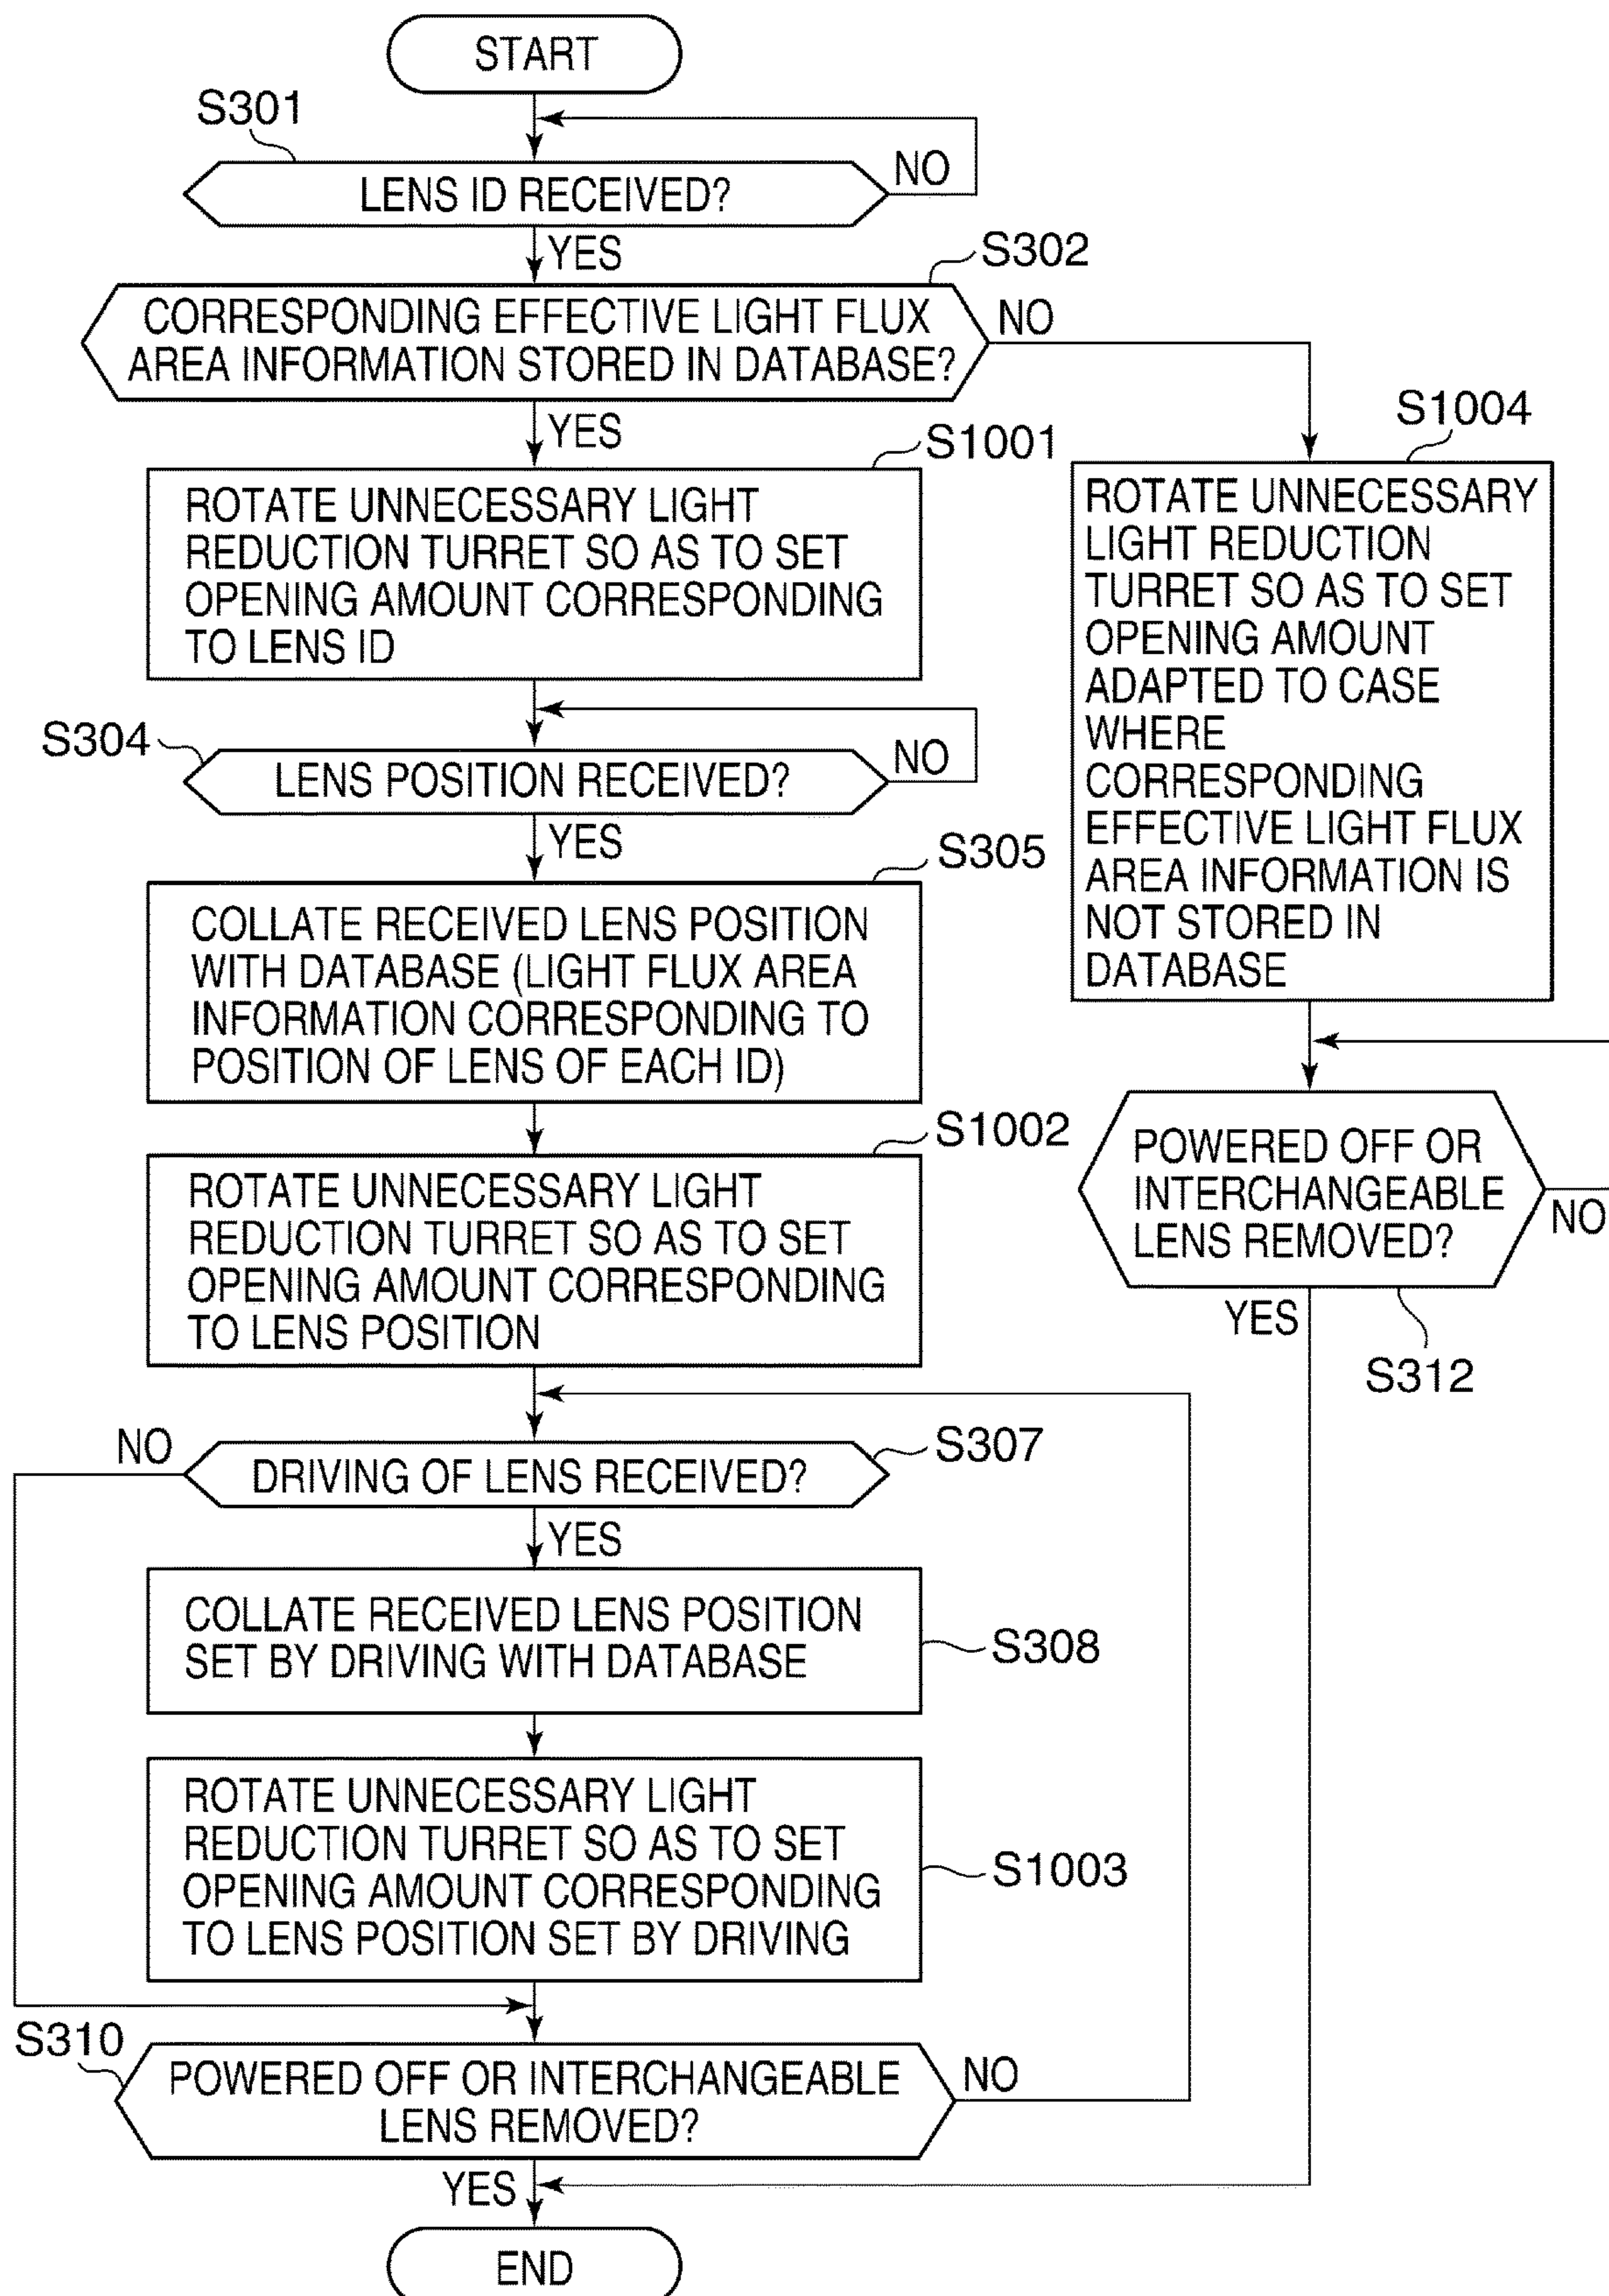 START
S301
LENS ID RECEIVED?
NO
YES
S302
CORRESPONDING EFFECTIVE LIGHT FLUX
AREA INFORMATION STORED IN DATABASE?
NO
YES
S1001
ROTATE UNNECESSARY LIGHT
REDUCTION TURRET SO AS TO SET
OPENING AMOUNT CORRESPONDING
TO LENS ID
S304
LENS POSITION RECEIVED?
NO
YES
S305
COLLATE RECEIVED LENS POSITION
WITH DATABASE (LIGHT FLUX AREA
INFORMATION CORRESPONDING TO
POSITION OF LENS OF EACH ID)
S1002
ROTATE UNNECESSARY LIGHT
REDUCTION TURRET SO AS TO SET
OPENING AMOUNT CORRESPONDING
TO LENS POSITION
S307
NO
DRIVING OF LENS RECEIVED?
YES
S308
COLLATE RECEIVED LENS POSITION
SET BY DRIVING WITH DATABASE
S1003
ROTATE UNNECESSARY LIGHT
REDUCTION TURRET SO AS TO SET
OPENING AMOUNT CORRESPONDING
TO LENS POSITION SET BY DRIVING
S310
POWERED OFF OR INTERCHANGEABLE
LENS REMOVED?
NO
YES
END
S1004
ROTATE UNNECESSARY
LIGHT REDUCTION
TURRET SO AS TO SET
OPENING AMOUNT
ADAPTED TO CASE
WHERE
CORRESPONDING
EFFECTIVE LIGHT FLUX
AREA INFORMATION IS
NOT STORED IN
DATABASE
POWERED OFF OR
INTERCHANGEABLE
LENS REMOVED?
NO
YES
S312